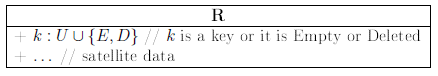 R
+ k : U ∪ {E, D} // k is a key or it is Empty or Deleted
+ ... // satellite data